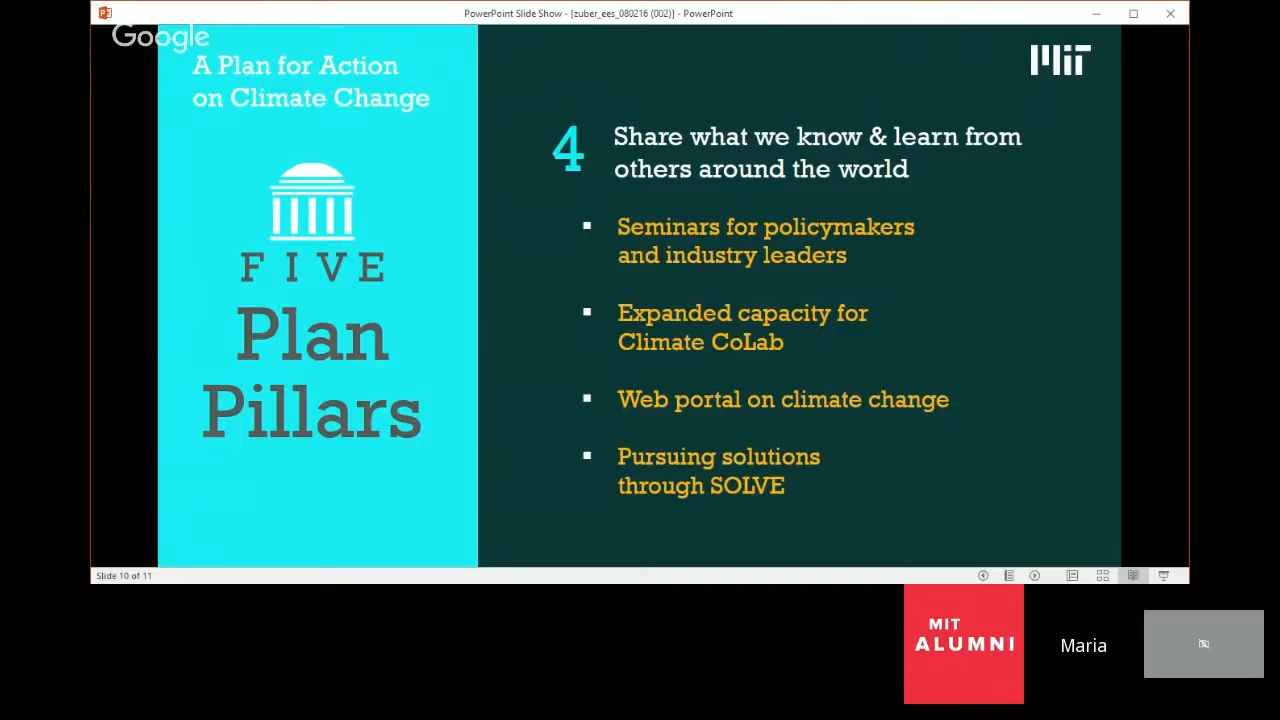 PowerPoint Slide Show - [zuber_ees_080216 (002)] - PowerPoint
Google
A Plan for Action
on Climate Change
FIVE
Plan
Pillars
MIT
4
Share what we know & learn from
others around the world
▪ Seminars for policymakers
and industry leaders
▪ Expanded capacity for
Climate CoLab
▪ Web portal on climate change
▪ Pursuing solutions
through SOLVE
Slide 10 of 11
MIT
ALUMNI
Maria